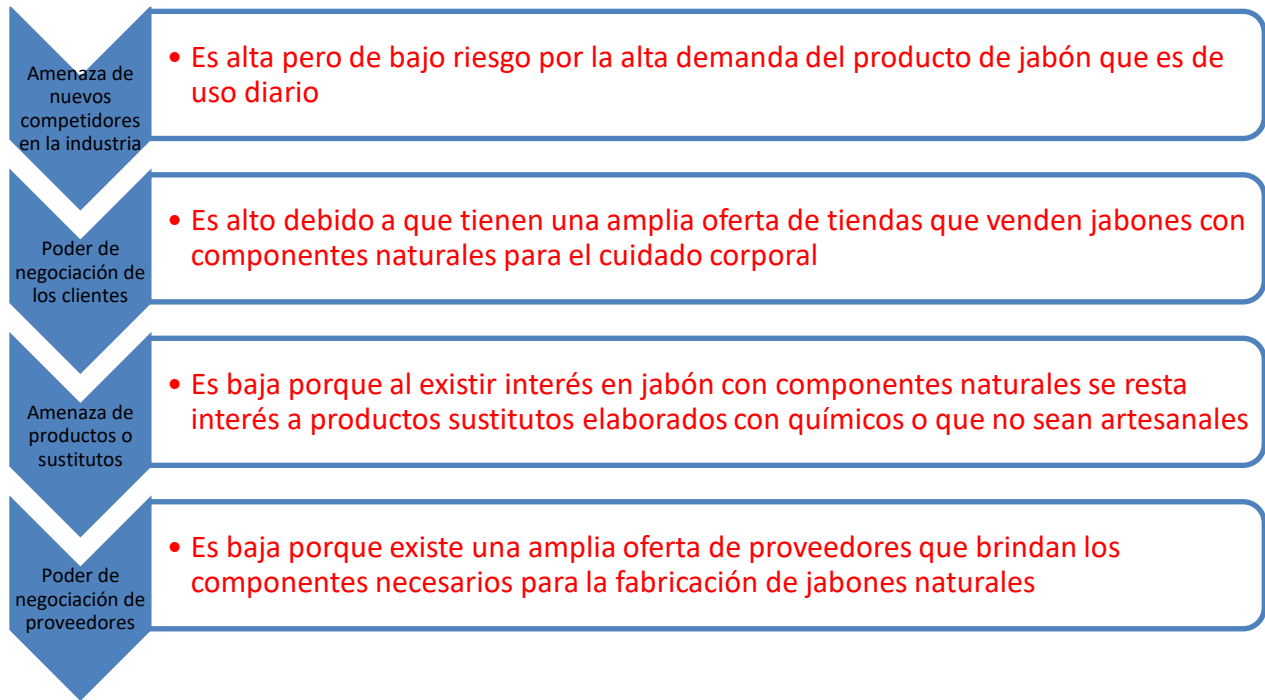 Amenaza de
nuevos
competidores
en la industria
• Es alta pero de bajo riesgo por la alta demanda del producto de jabón que es de
uso diario
Poder de
negociación de
los clientes
• Es alto debido a que tienen una amplia oferta de tiendas que venden jabones con
componentes naturales para el cuidado corporal
Amenaza de
productos o
sustitutos
• Es baja porque al existir interés en jabón con componentes naturales se resta
interés a productos sustitutos elaborados con químicos o que no sean artesanales
Poder de
negociación de
proveedores
• Es baja porque existe una amplia oferta de proveedores que brindan los
componentes necesarios para la fabricación de jabones naturales